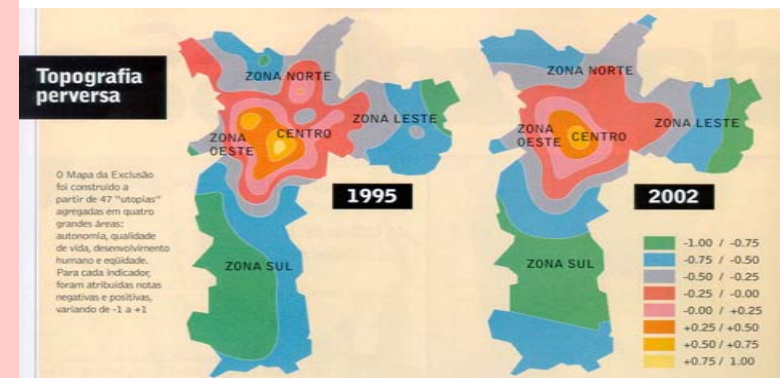 Topografia
perversa
O Mapa da Exclusão
foi construído a
partir de 47 "utopias"
agregadas em quatro
grandes áreas:
autonomia, qualidade
de vida, desenvolvimento
humano e eqüidade.
Para cada indicador,
foram atribuídas notas
negativas e positivas,
variando de -1 a +1
ZONA NORTE
ZONA LESTE
ZONA
OESTE
CENTRO
ZONA SUL
1995
ZONA NORTE
ZONA LESTE
ZONA
OESTE
CENTRO
ZONA SUL
2002
-1.00 / -0.75
-0.75 / -0.50
-0.50 / -0.25
-0.25 / -0.00
-0.00 / +0.25
+0.25 / +0.50
+0.50 / +0.75
+0.75 / 1.00